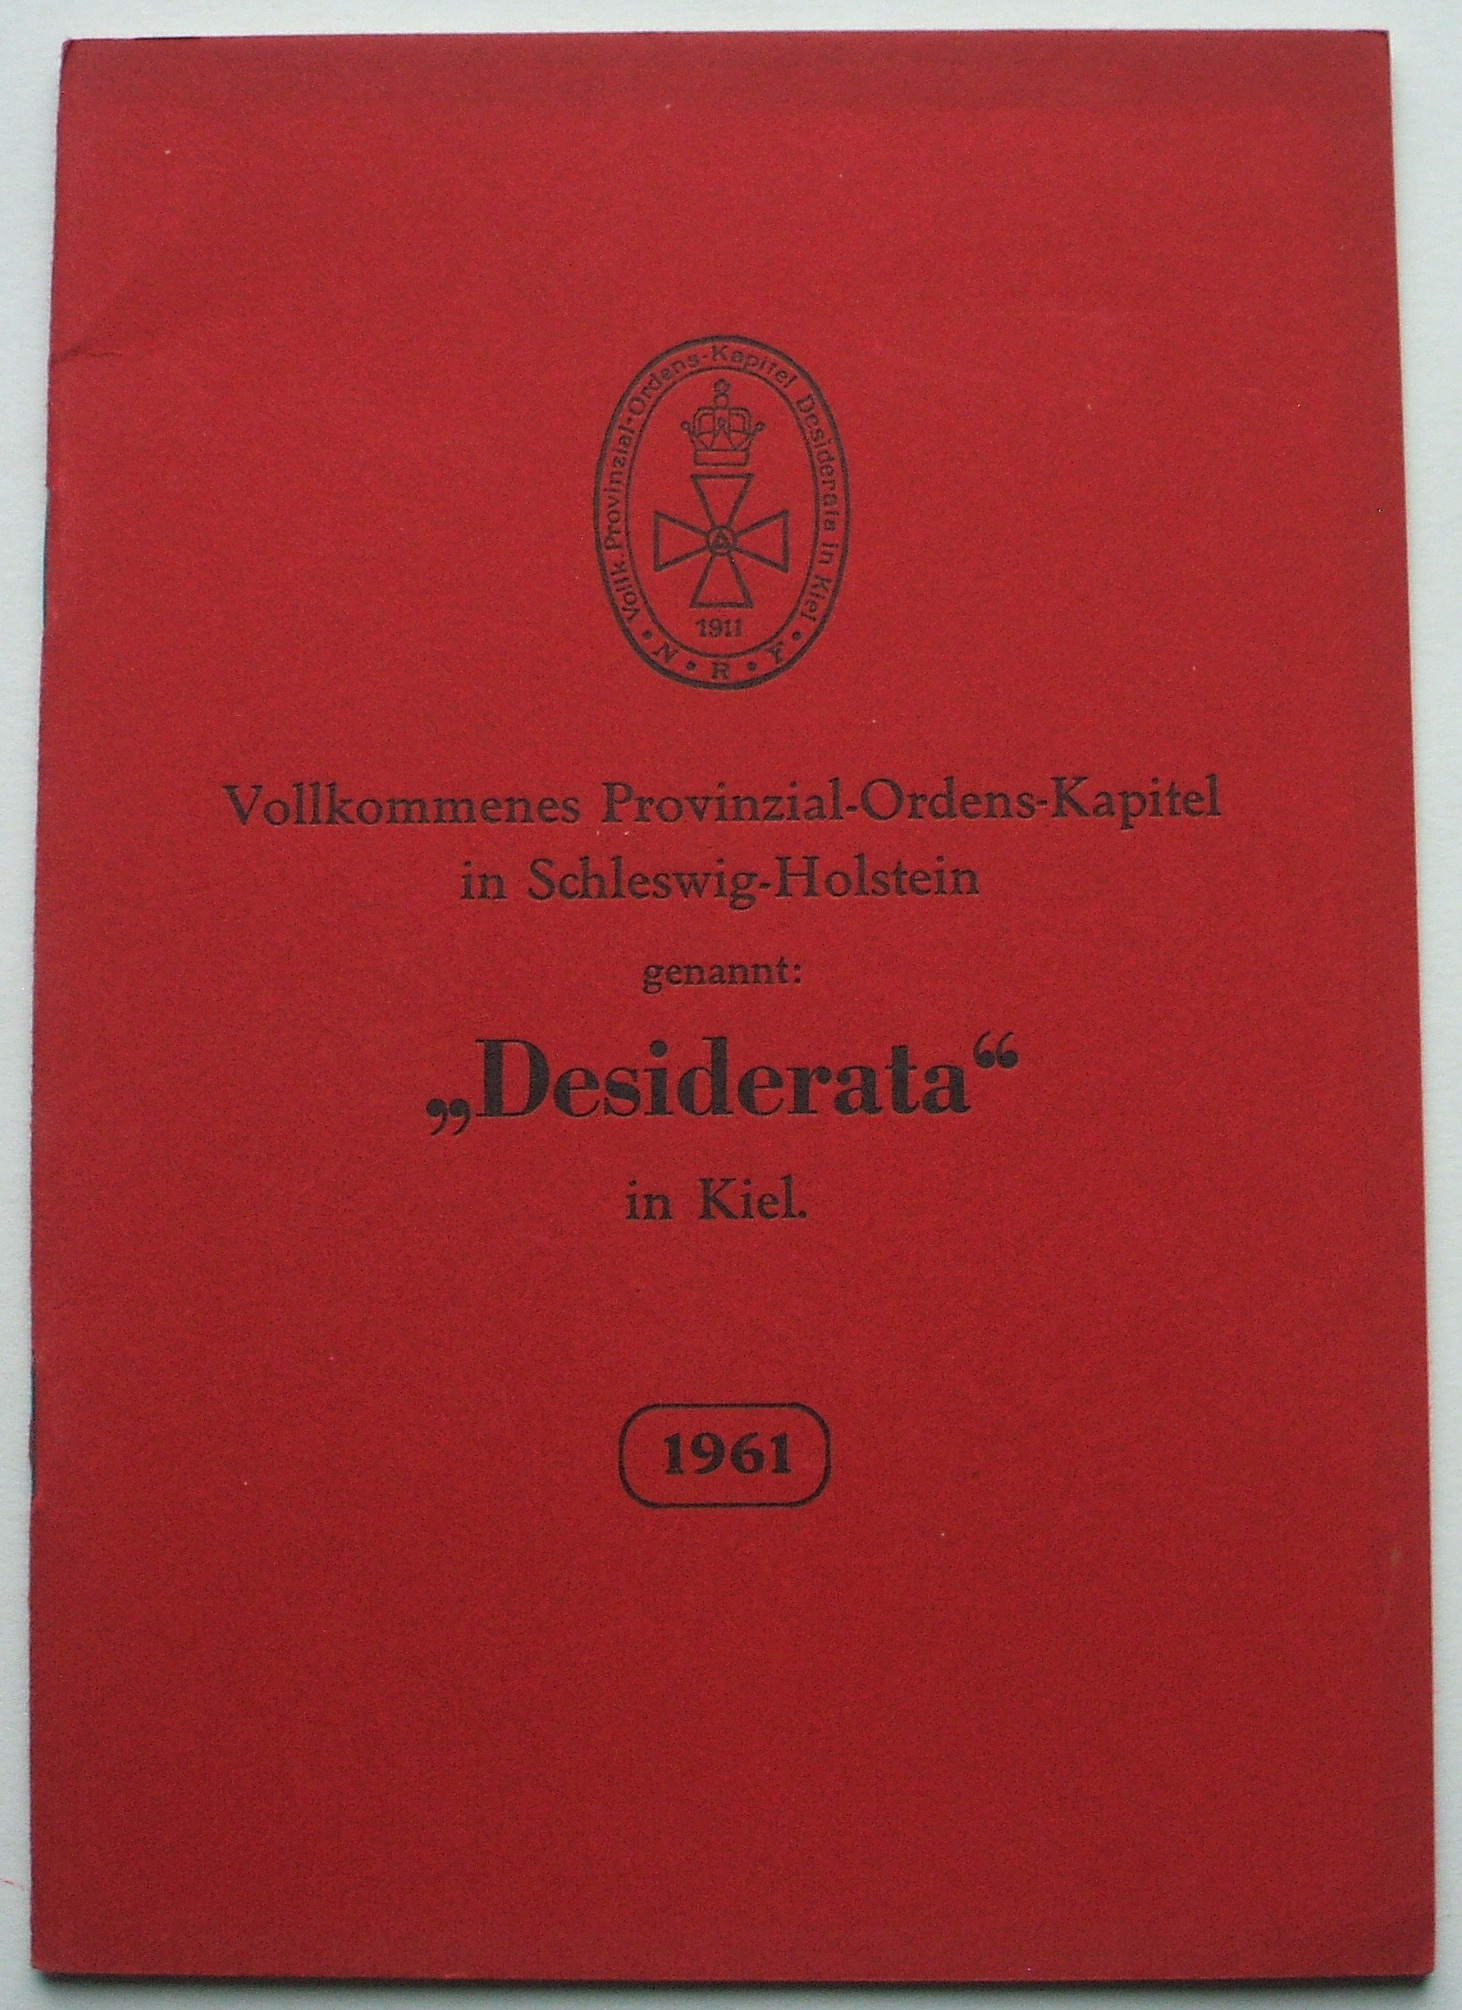 Vollk. Provinzial-Ordens-Kapitel Desiderata in Kiel
1911
• N • R • F •
Vollkommenes Provinzial-Ordens-Kapitel
in Schleswig-Holstein
genannt:
„Desiderata“
in Kiel.
1961